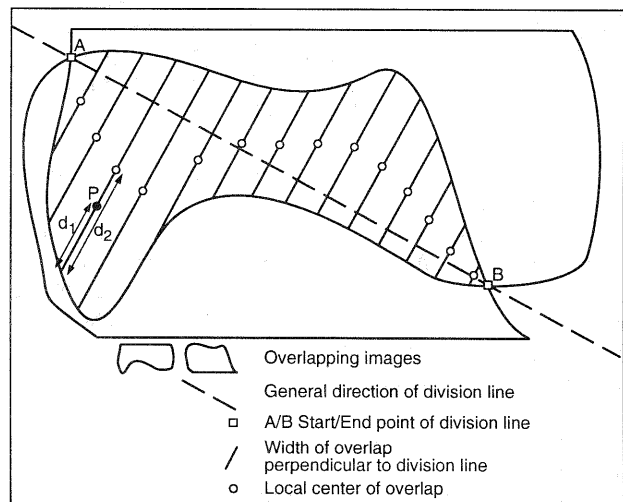 A
P
d1
d2
B
Overlapping images
General direction of division line
A/B Start/End point of division line
Width of overlap
perpendicular to division line
Local center of overlap